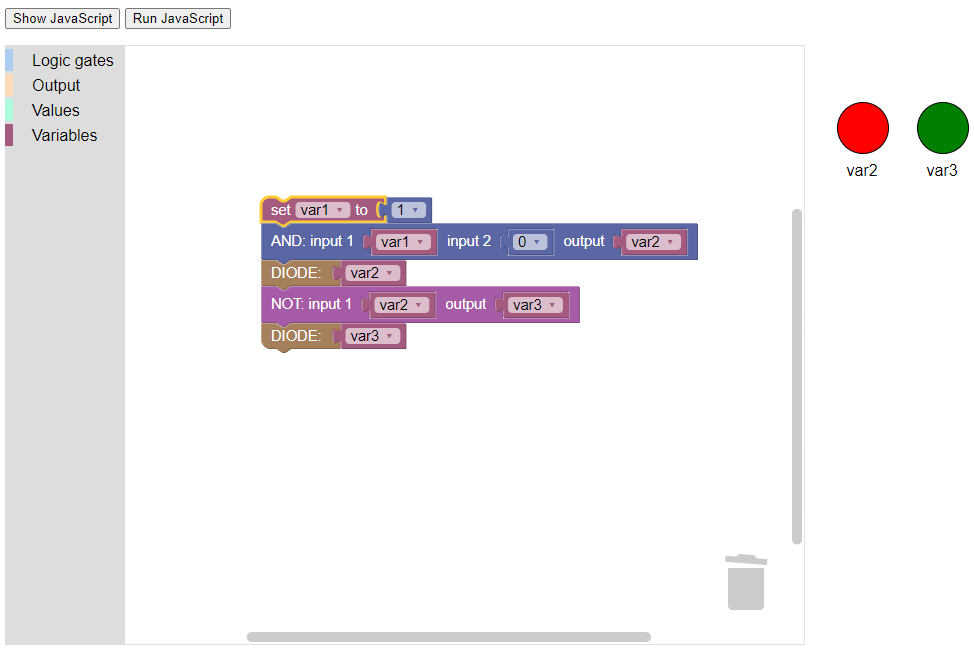 Show JavaScript Run JavaScript
Logic gates
Output
Values
Variables
set var1 to 1
AND: input 1 var1 input 2 0 output var2
DIODE: var2
NOT: input 1 var2 output var3
DIODE: var3
var2 var3